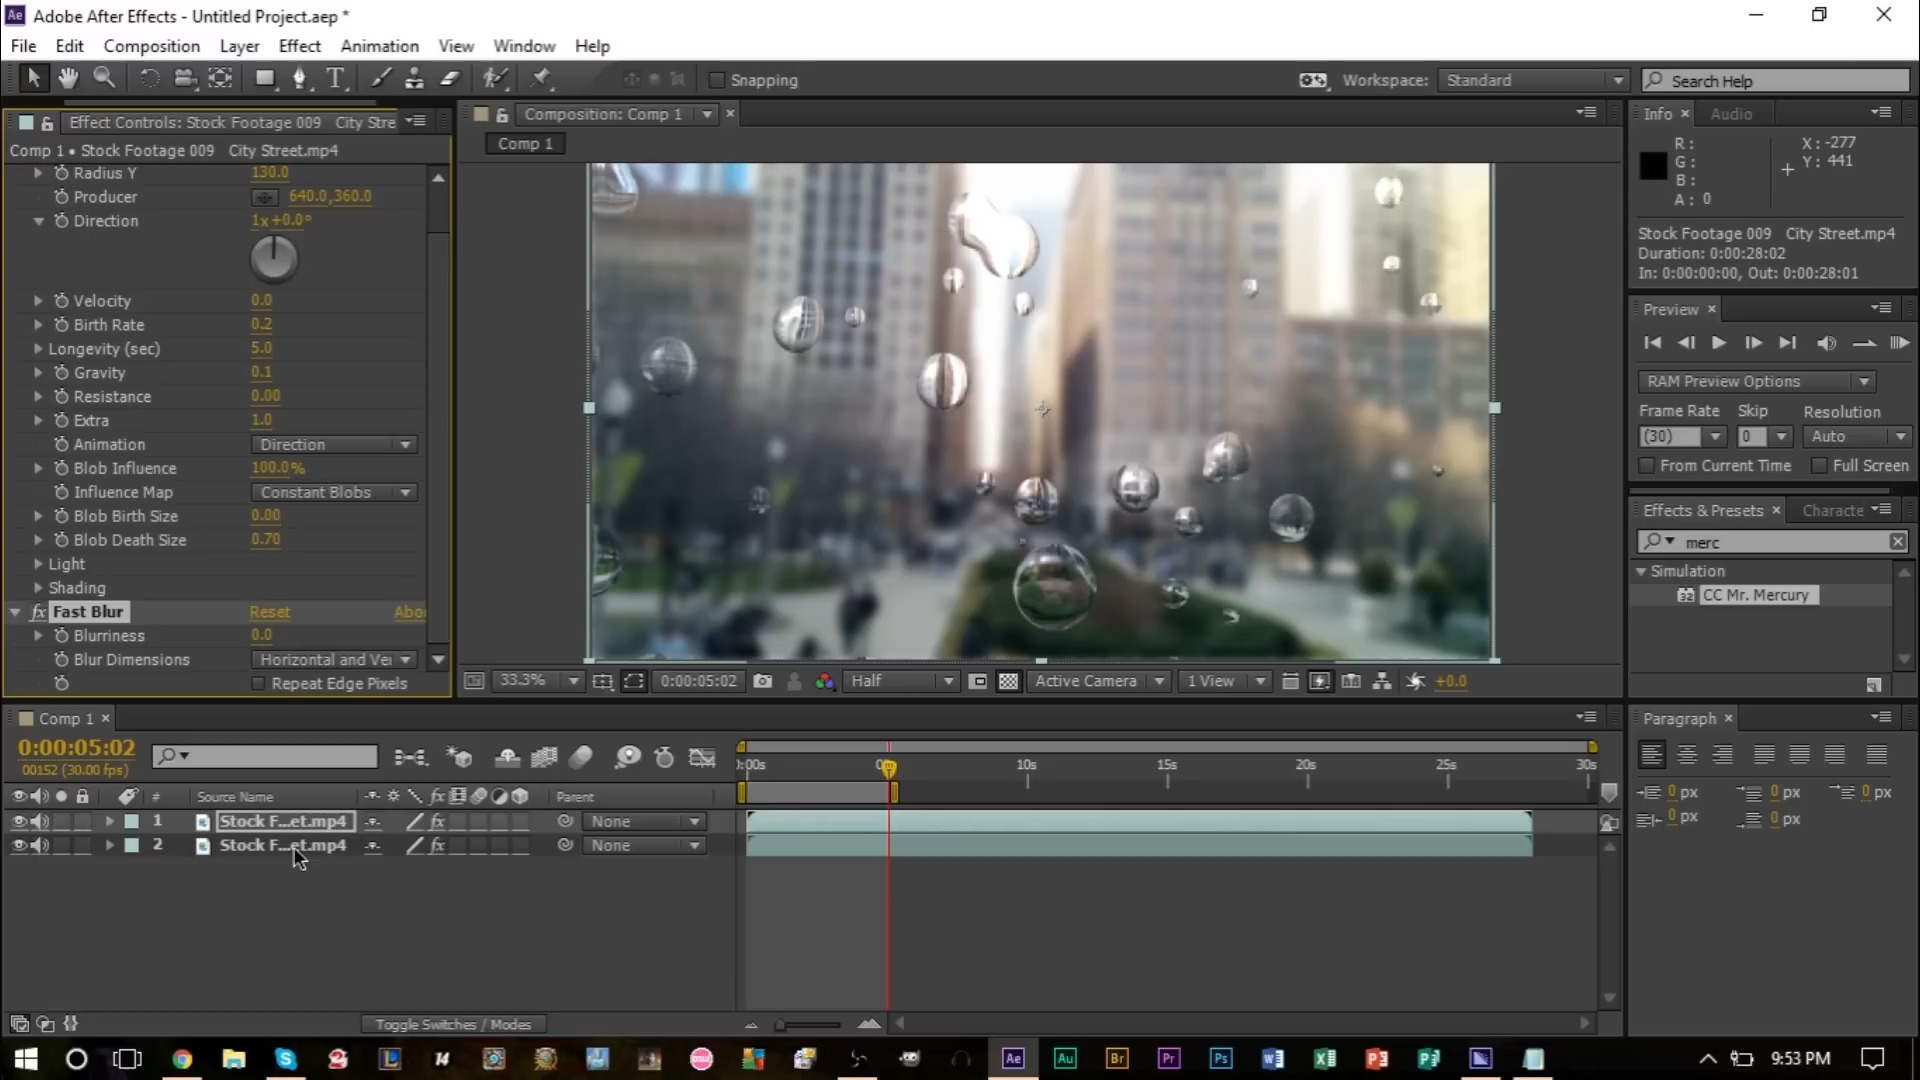 Adobe After Effects - Untitled Project.aep *
File Edit Composition Layer Effect Animation View Window Help
Snapping
Workspace: Standard
Search Help
Effect Controls: Stock Footage 009 City Stre
Comp 1 • Stock Footage 009 City Street.mp4
Radius Y 130.0
Producer 640.0,360.0
Direction 1x+0.0°
Velocity 0.0
Birth Rate 0.2
Longevity (sec) 5.0
Gravity 0.1
Resistance 0.00
Extra 1.0
Animation Direction
Blob Influence 100.0%
Influence Map Constant Blobs
Blob Birth Size 0.00
Blob Death Size 0.70
Light
Shading
fx Fast Blur Reset Abo
Blurriness 0.0
Blur Dimensions Horizontal and Ve
Repeat Edge Pixels
Composition: Comp 1
Comp 1
33.3% 0:00:05:02 Half Active Camera 1 View +0.0
Info Audio
R: X: -277
G: Y: 441
B:
A: 0
Stock Footage 009 City Street.mp4
Duration: 0:00:28:02
In: 0:00:00:00, Out: 0:00:28:01
Preview
RAM Preview Options
Frame Rate Skip Resolution
(30) 0 Auto
From Current Time Full Screen
Effects & Presets Characte
merc
Simulation
32 CC Mr. Mercury
Comp 1
0:00:05:02
00152 (30.00 fps)
# Source Name fx Parent
1 Stock F...et.mp4 fx None
2 Stock F...et.mp4 fx None
):00s 10s 15s 20s 25s 30s
Toggle Switches / Modes
Paragraph
0 px 0 px 0 px
0 px 0 px
Ae Au Br Pr Ps
9:53 PM